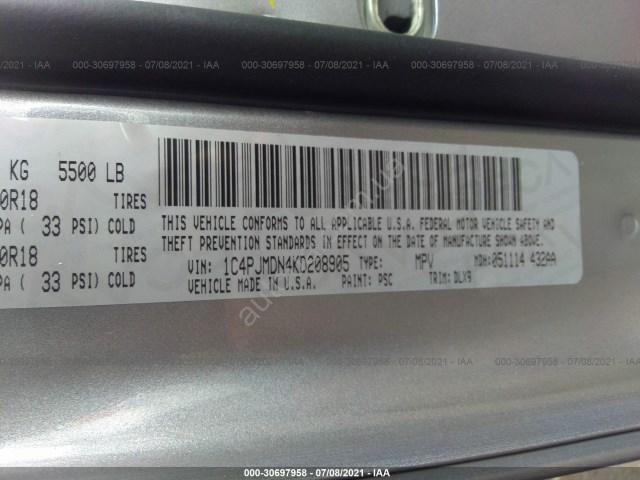 000-30697958 - 07/08/2021 - IAA
KG 5500 LB
0R18 TIRES
PA ( 33 PSI) COLD
0R18 TIRES
PA ( 33 PSI) COLD
THIS VEHICLE CONFORMS TO ALL APPLICABLE U.S.A. FEDERAL MOTOR VEHICLE SAFETY AND
THEFT PREVENTION STANDARDS IN EFFECT ON THE DATE OF MANUFACTURE SHOWN ABOVE.
VIN: 1C4PJMDN4KD208905 TYPE: MPV MDH: 051114 432AA
VEHICLE MADE IN U.S.A. PAINT: PSC TRIM: DLX9
000-30697958 - 07/08/2021 - IAA